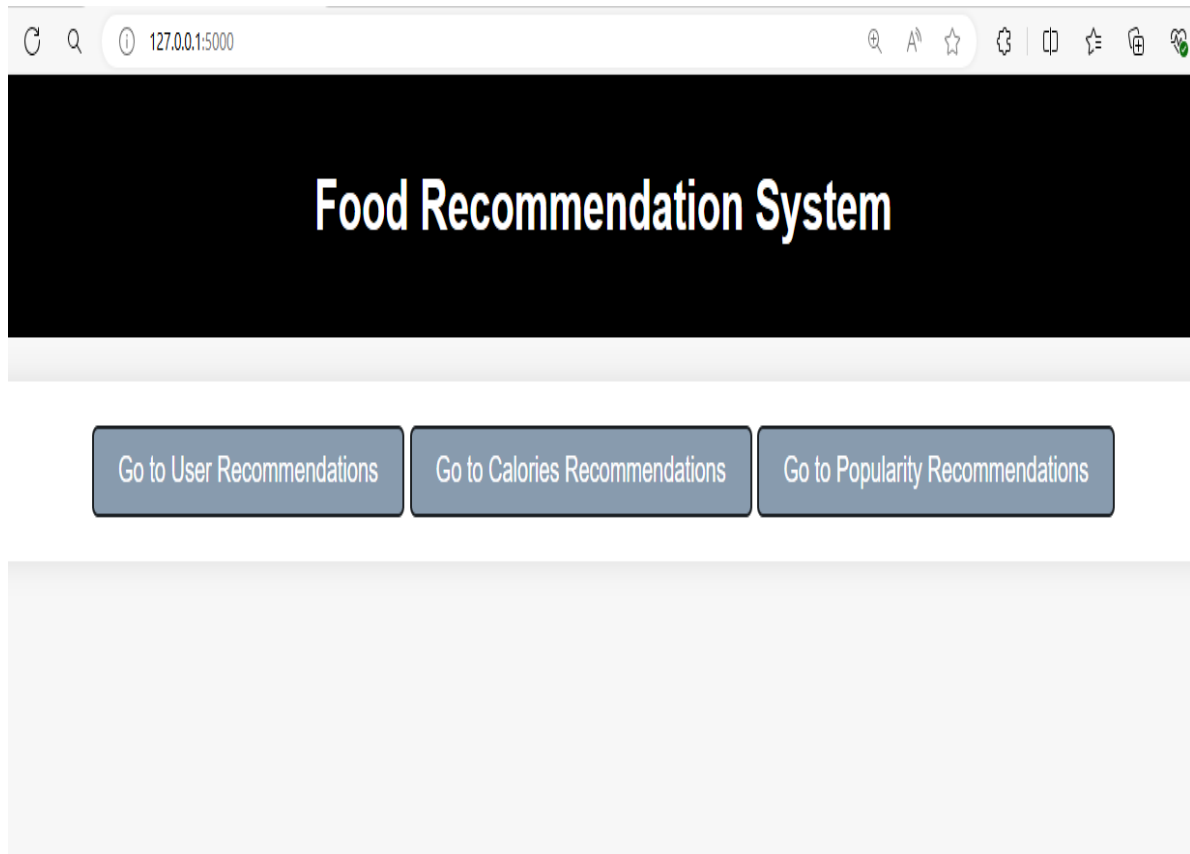 127.0.0.1:5000
Food Recommendation System
Go to User Recommendations
Go to Calories Recommendations
Go to Popularity Recommendations